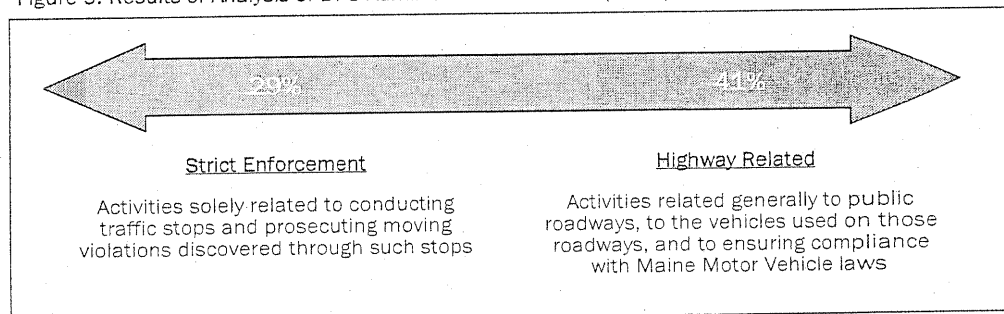 Figure 3. Results of Analysis of
29%
41%
Strict Enforcement
Activities solely related to conducting
traffic stops and prosecuting moving
violations discovered through such stops
Highway Related
Activities related generally to public
roadways, to the vehicles used on those
roadways, and to ensuring compliance
with Maine Motor Vehicle laws